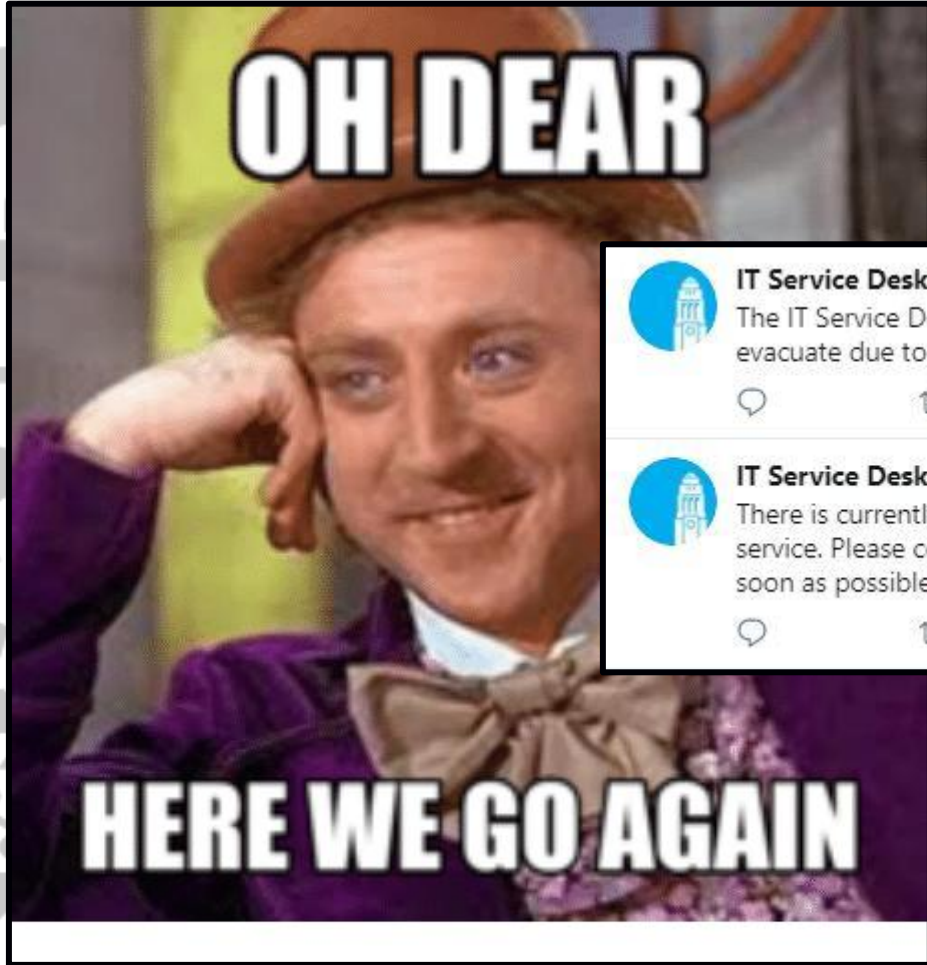 OH DEAR
IT Service Desk
The IT Service D
evacuate due to
IT Service Desk
There is currentl
service. Please c
soon as possible
HERE WE GO AGAIN